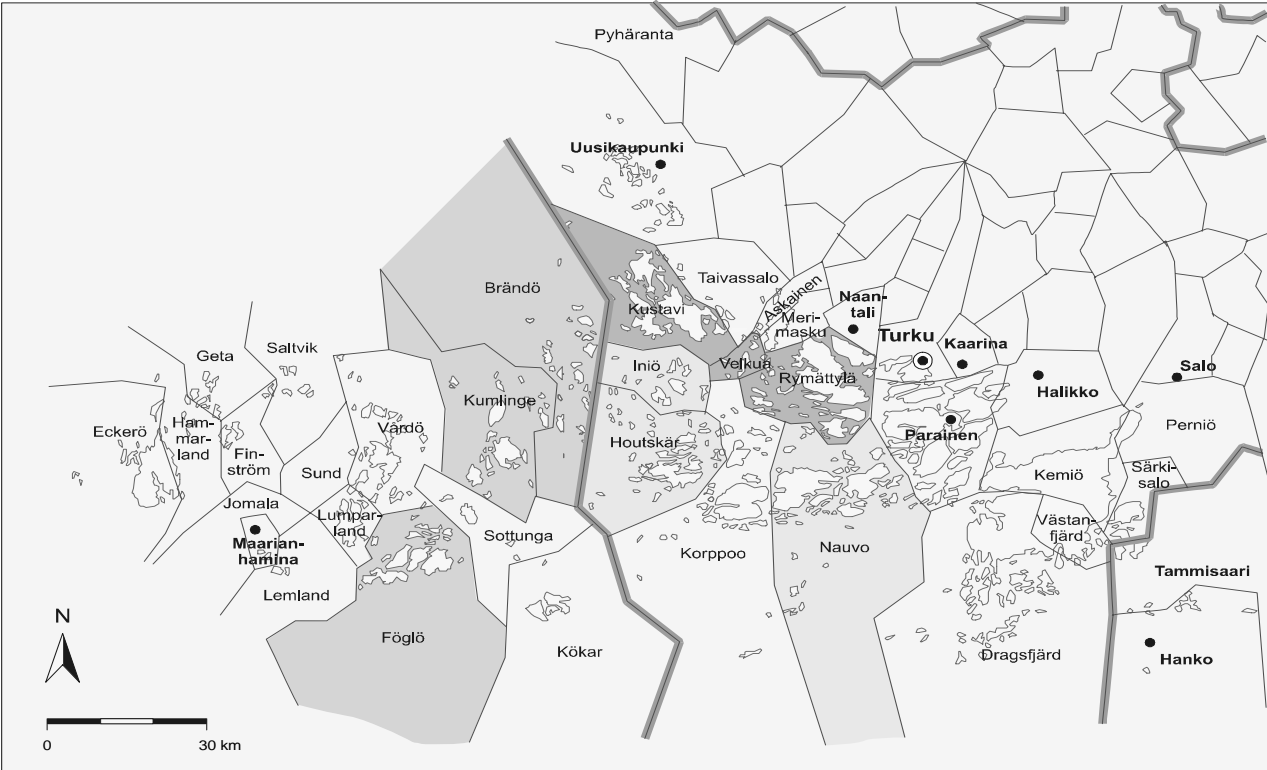 Pyhäranta
Uusikaupunki
Brändö
Taivassalo
Askainen
Kustavi
Meri-
masku
Naan-
tali
Turku
Kaarina
Geta
Saltvik
Iniö
Velkua
Rymättylä
Salo
Halikko
Eckerö
Ham-
mar-
land
Fin-
ström
Vårdö
Kumlinge
Houtskär
Parainen
Perniö
Sund
Kemiö
Särki-
salo
Jomala
Lumpar-
land
Maarian-
hamina
Sottunga
Korppoo
Nauvo
Västan-
fjärd
Lemland
Tammisaari
Föglö
Kökar
Dragsfjärd
Hanko
N
0
30 km